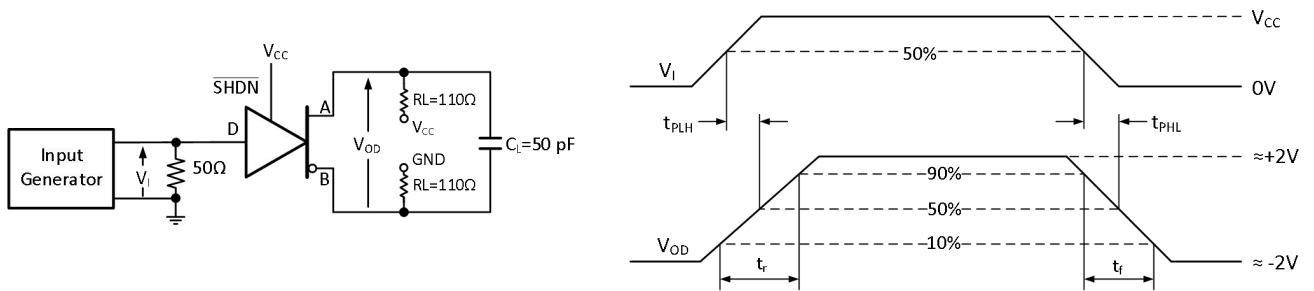 V_CC
SHDN
A
RL=110Ω
V_CC
D
Input
Generator
V_I
50Ω
V_OD
C_L=50 pF
GND
B
RL=110Ω
V_CC
50%
V_I
0V
t_PLH
t_PHL
≈+2V
90%
50%
10%
V_OD
≈ -2V
t_r
t_f